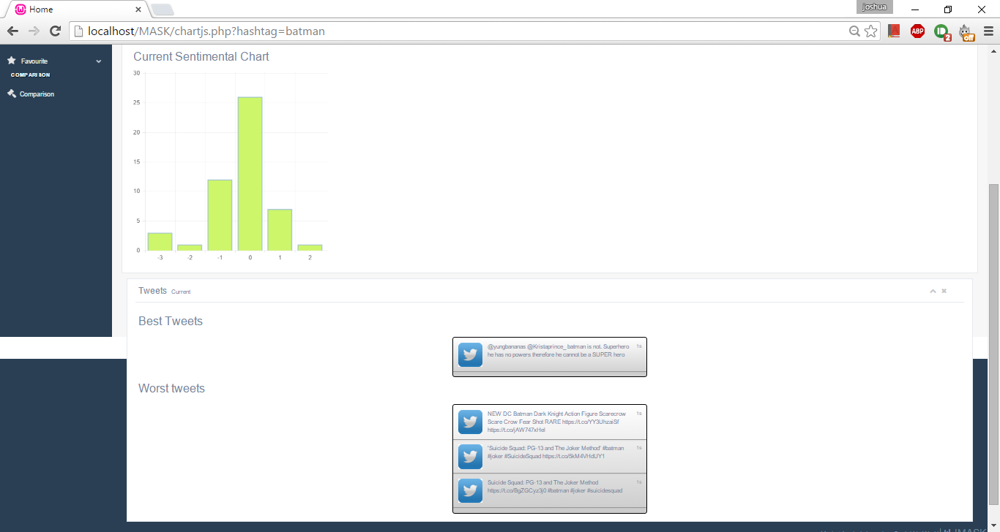 Home
joshua
localhost/MASK/chartjs.php?hashtag=batman
ABP
2
off
Favourite
COMPARISON
Comparison
Current Sentimental Chart
30
25
20
15
10
5
0
-3 -2 -1 0 1 2
Tweets Current
Best Tweets
@yungbananas @Kristaprince_ batman is not. Superhero 1s
he has no powers therefore he cannot be a SUPER hero
Worst tweets
NEW DC Batman Dark Knight Action Figure Scarecrow 1s
Scare Crow Fear Shot RARE https://t.co/YY3UhzaiSf
https://t.co/jAW747xHel
'Suicide Squad: PG-13 and The Joker Method' #batman 1s
#joker #SuicideSquad https://t.co/5kM4VHdUY1
Suicide Squad: PG-13 and The Joker Method 1s
https://t.co/BgZGCyz3j0 #batman #joker #suicidesquad